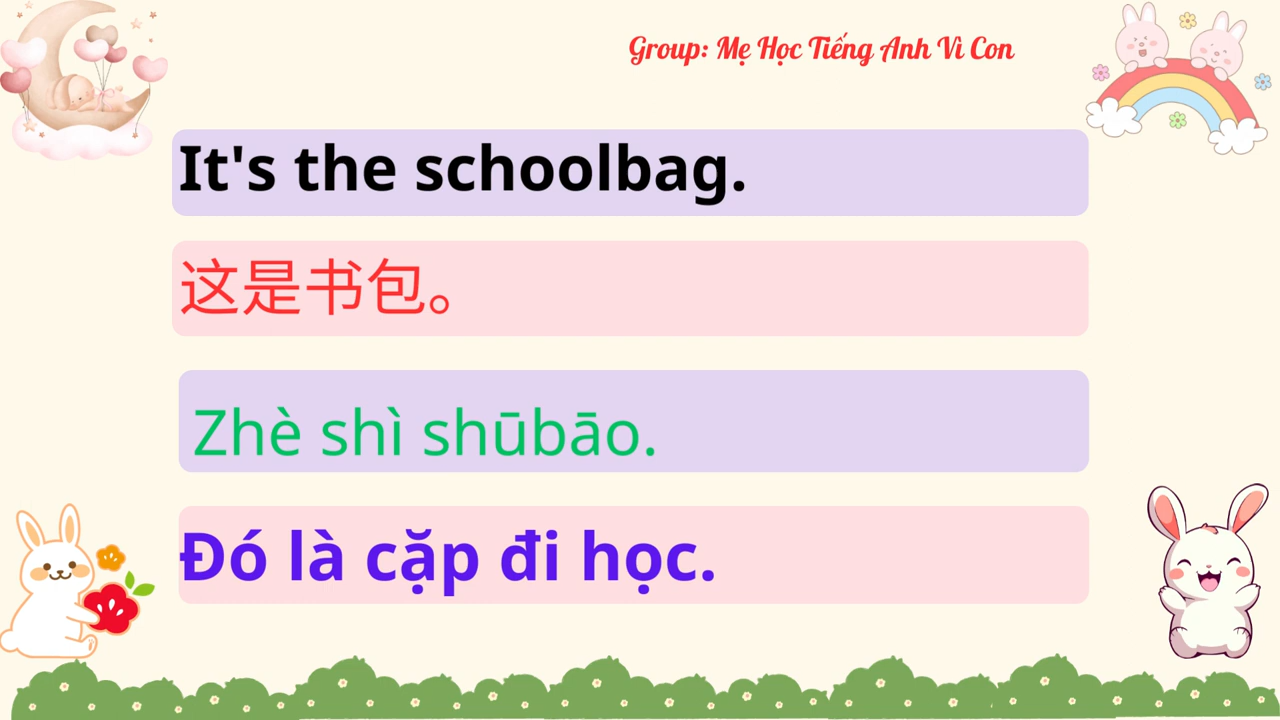 Group: Mẹ Học Tiếng Anh Vì Con
It's the schoolbag.
这是书包。
Zhè shì shūbāo.
Đó là cặp đi học.